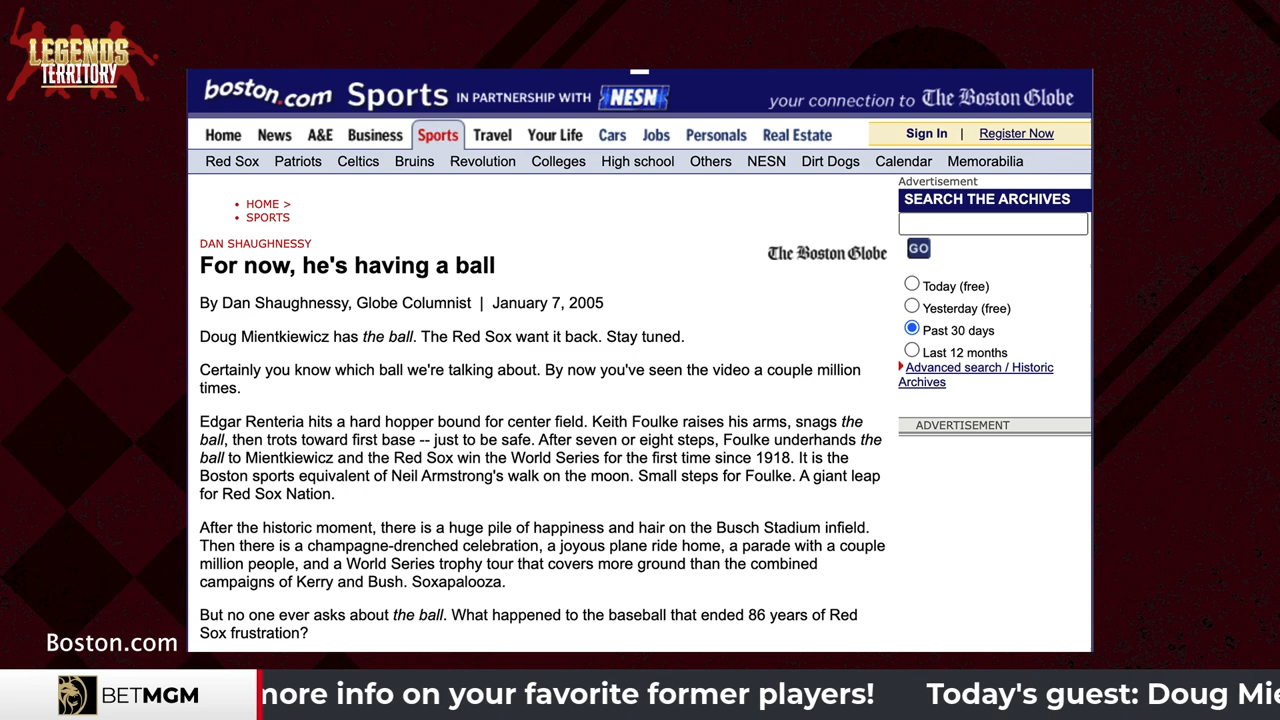 LEGENDS
TERRITORY
boston.com Sports IN PARTNERSHIP WITH NESN
your connection to The Boston Globe
Home News A&E Business Sports Travel Your Life Cars Jobs Personals Real Estate
Sign In | Register Now
Red Sox Patriots Celtics Bruins Revolution Colleges High school Others NESN Dirt Dogs Calendar Memorabilia
• HOME >
• SPORTS
DAN SHAUGHNESSY
The Boston Globe
For now, he's having a ball
By Dan Shaughnessy, Globe Columnist | January 7, 2005
Doug Mientkiewicz has the ball. The Red Sox want it back. Stay tuned.
Certainly you know which ball we're talking about. By now you've seen the video a couple million
times.
Edgar Renteria hits a hard hopper bound for center field. Keith Foulke raises his arms, snags the
ball, then trots toward first base -- just to be safe. After seven or eight steps, Foulke underhands the
ball to Mientkiewicz and the Red Sox win the World Series for the first time since 1918. It is the
Boston sports equivalent of Neil Armstrong's walk on the moon. Small steps for Foulke. A giant leap
for Red Sox Nation.
After the historic moment, there is a huge pile of happiness and hair on the Busch Stadium infield.
Then there is a champagne-drenched celebration, a joyous plane ride home, a parade with a couple
million people, and a World Series trophy tour that covers more ground than the combined
campaigns of Kerry and Bush. Soxapalooza.
But no one ever asks about the ball. What happened to the baseball that ended 86 years of Red
Sox frustration?
Advertisement
SEARCH THE ARCHIVES
GO
Today (free)
Yesterday (free)
Past 30 days
Last 12 months
Advanced search / Historic
Archives
ADVERTISEMENT
Boston.com
BETMGM
more info on your favorite former players! Today's guest: Doug Mie